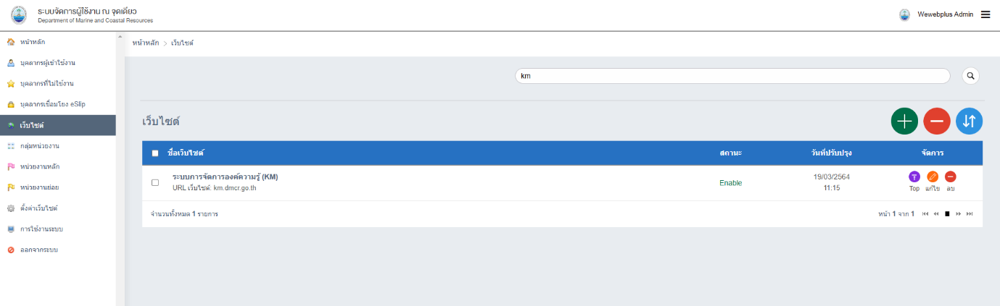 ระบบจัดการผู้ใช้งาน ณ จุดเดียว
Department of Marine and Coastal Resources
Wewebplus Admin
หน้าหลัก
บุคลากรผู้เข้าใช้งาน
บุคลากรที่ไม่ใช้งาน
บุคลากรเชื่อมโยง eSlip
เว็บไซต์
กลุ่มหน่วยงาน
หน่วยงานหลัก
หน่วยงานย่อย
ตั้งค่าเว็บไซต์
การใช้งานระบบ
ออกจากระบบ
หน้าหลัก > เว็บไซต์
km
เว็บไซต์
ชื่อเว็บไซต์ สถานะ วันที่ปรับปรุง จัดการ
ระบบการจัดการองค์ความรู้ (KM)
URL เว็บไซต์: km.dmcr.go.th
Enable
19/03/2564
11:15
T
Top แก้ไข ลบ
จำนวนทั้งหมด 1 รายการ
หน้า 1 จาก 1